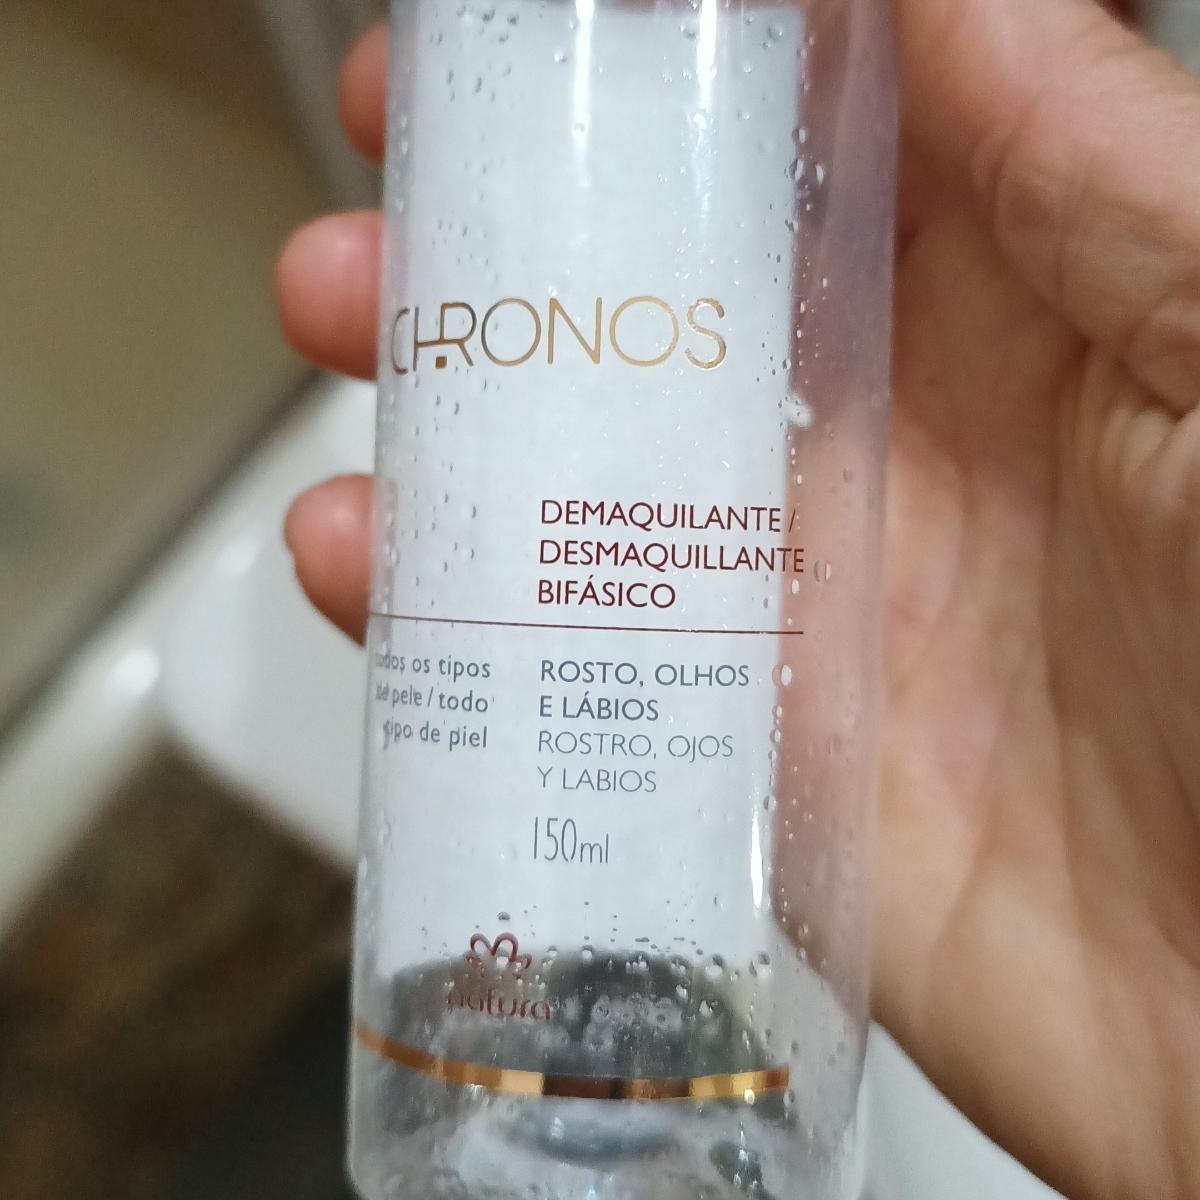 CHRONOS
DEMAQUILANTE /
DESMAQUILLANTE
BIFÁSICO
todos os tipos
de pele / todo
tipo de piel
ROSTO, OLHOS
E LÁBIOS
ROSTRO, OJOS
Y LABIOS
150ml
natura